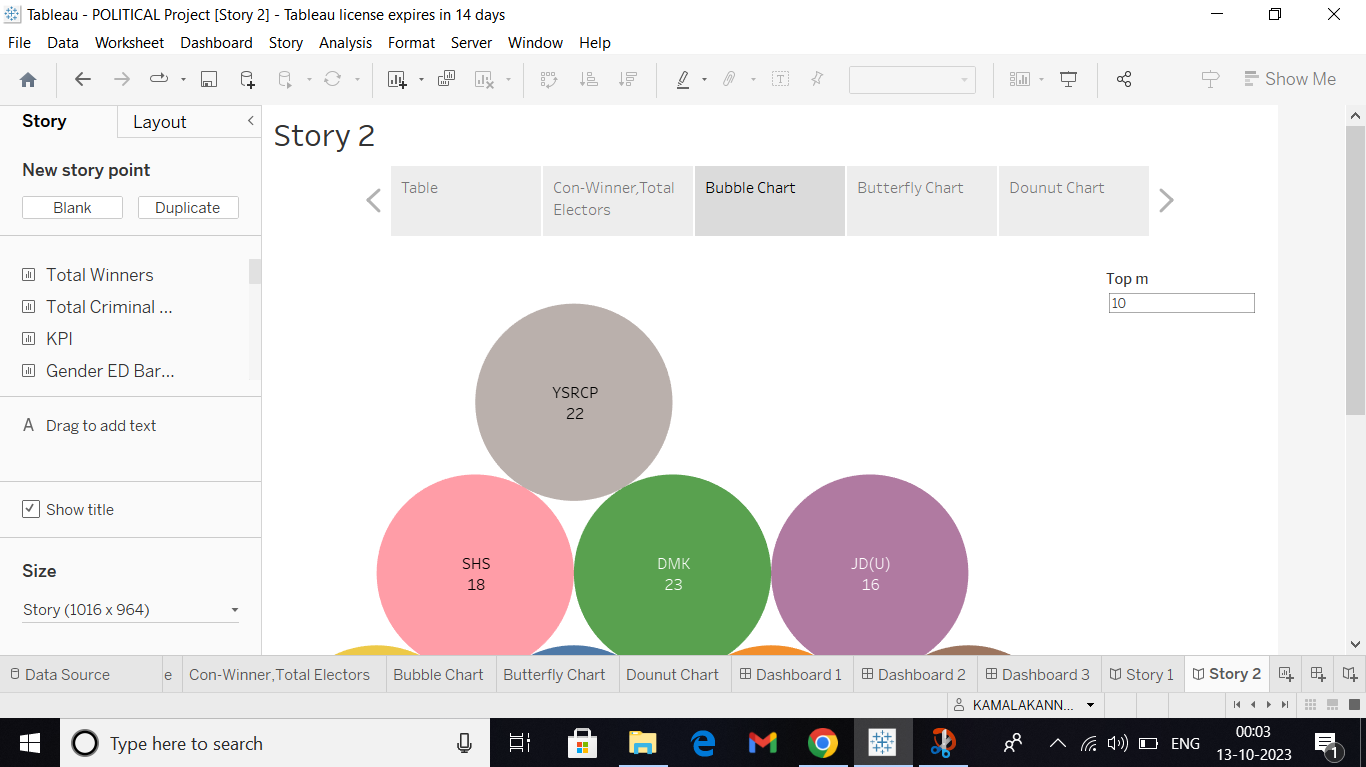 Tableau - POLITICAL Project [Story 2] - Tableau license expires in 14 days
File Data Worksheet Dashboard Story Analysis Format Server Window Help
Show Me
Story
Layout
New story point
Blank
Duplicate
Total Winners
Total Criminal ...
KPI
Gender ED Bar...
A Drag to add text
Show title
Size
Story (1016 x 964)
Story 2
Table
Con-Winner,Total
Electors
Bubble Chart
Butterfly Chart
Dounut Chart
Top m
10
YSRCP
22
SHS
18
DMK
23
JD(U)
16
Data Source
e
Con-Winner,Total Electors
Bubble Chart
Butterfly Chart
Dounut Chart
Dashboard 1
Dashboard 2
Dashboard 3
Story 1
Story 2
KAMALAKANN...
Type here to search
ENG
00:03
13-10-2023
1